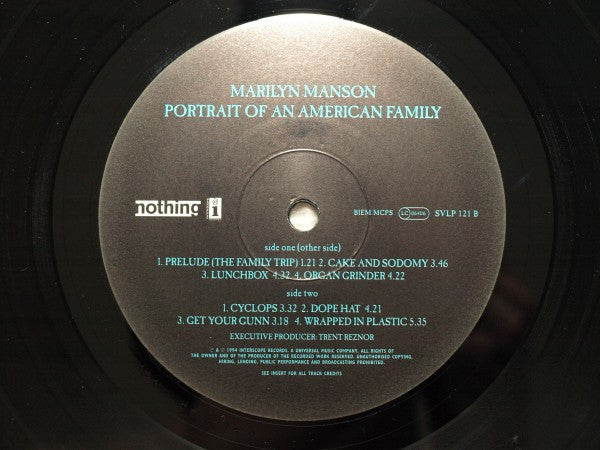 MARILYN MANSON
PORTRAIT OF AN AMERICAN FAMILY
nothing
BIEM MCPS LC 06406 SVLP 121 B
side one (other side)
1. PRELUDE (THE FAMILY TRIP) 1.21 2. CAKE AND SODOMY 3.46
3. LUNCHBOX 4.32 4. ORGAN GRINDER 4.22
side two
1. CYCLOPS 3.32 2. DOPE HAT 4.21
3. GET YOUR GUNN 3.18 4. WRAPPED IN PLASTIC 5.35
EXECUTIVE PRODUCER: TRENT REZNOR
℗ & © 1994 INTERSCOPE RECORDS. A UNIVERSAL MUSIC COMPANY. ALL RIGHTS OF
THE OWNER AND OF THE PRODUCER OF THE RECORDED WORK RESERVED. UNAUTHORISED COPYING,
HIRING, LENDING, PUBLIC PERFORMANCE AND BROADCASTING PROHIBITED.
SEE INSERT FOR ALL TRACK CREDITS